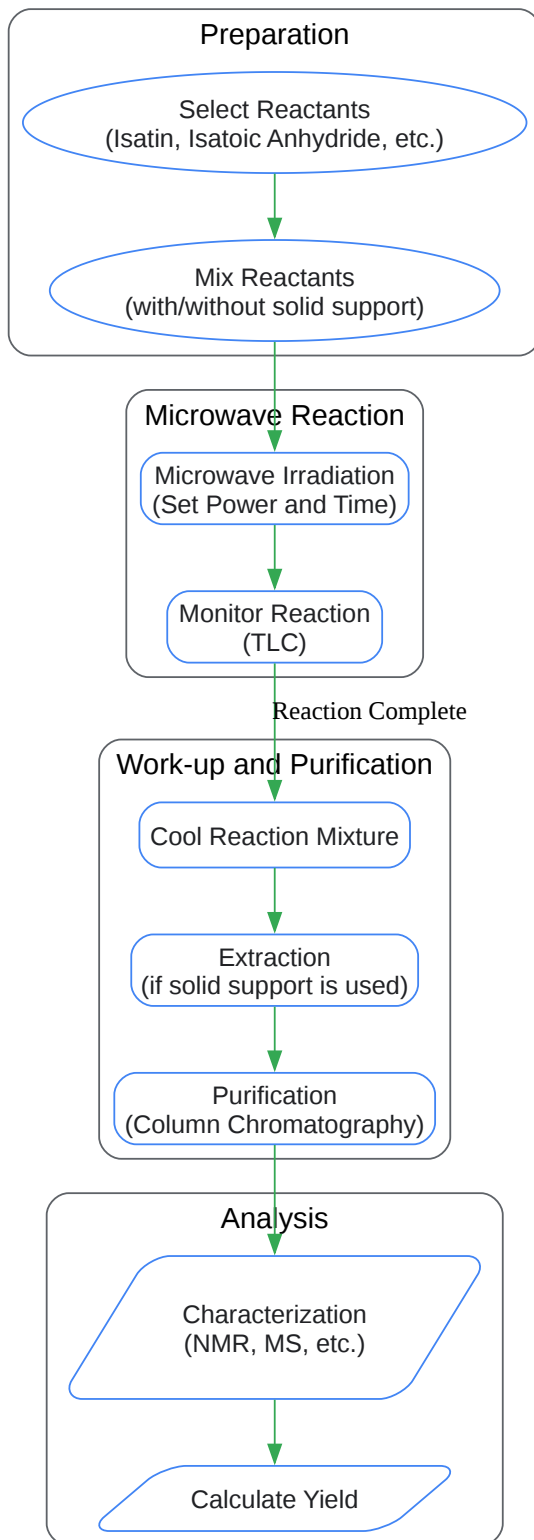 Preparation
Select Reactants
(Isatin, Isatoic Anhydride, etc.)
Mix Reactants
(with/without solid support)
Microwave Reaction
Microwave Irradiation
(Set Power and Time)
Monitor Reaction
(TLC)
Reaction Complete
Work-up and Purification
Cool Reaction Mixture
Extraction
(if solid support is used)
Purification
(Column Chromatography)
Analysis
Characterization
(NMR, MS, etc.)
Calculate Yield